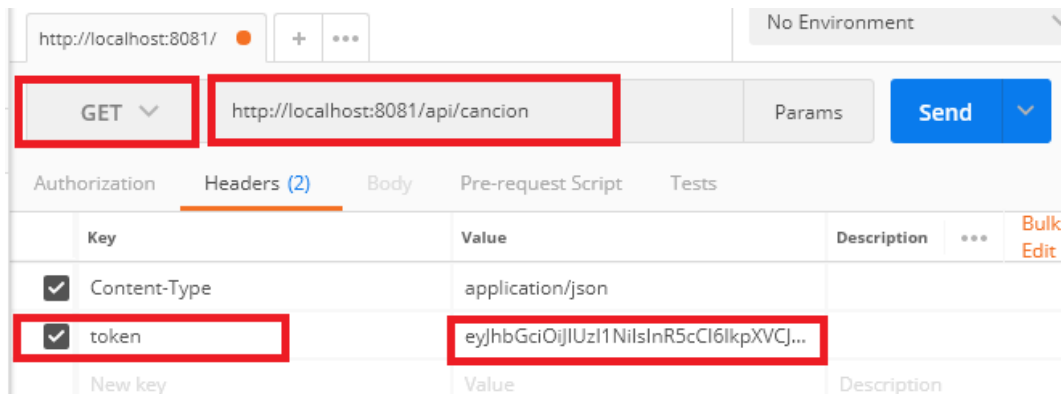 No Environment
http://localhost:8081/ + •••
GET http://localhost:8081/api/cancion Params Send
Authorization Headers (2) Body Pre-request Script Tests
Key Value Description ••• Bulk Edit
Content-Type application/json
token eyJhbGciOiJIUzI1NiIsInR5cCI6IkpXVCJ...
New key Value Description